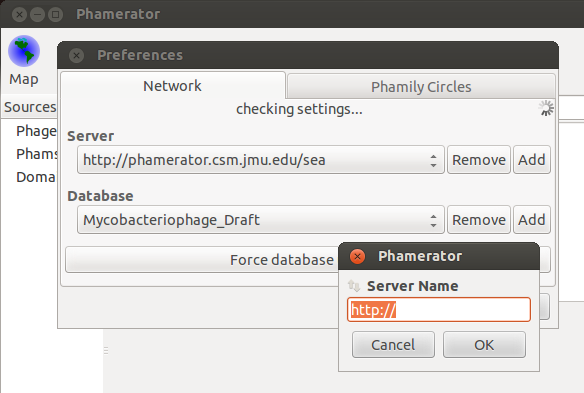 Phamerator
Map
Sources
Phage
Phams
Doma
Preferences
Network
Phamily Circles
checking settings...
Server
http://phamerator.csm.jmu.edu/sea
Remove
Add
Database
Mycobacteriophage_Draft
Remove
Add
Force database
Phamerator
Server Name
http://
Cancel
OK